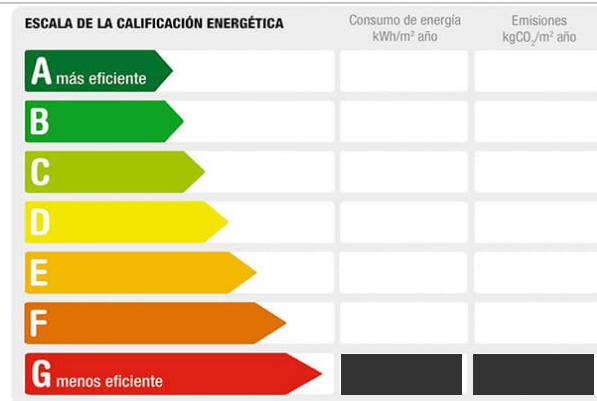 ESCALA DE LA CALIFICACIÓN ENERGÉTICA
Consumo de energía
kWh/m² año
Emisiones
kgCO₂/m² año
A más eficiente
B
C
D
E
F
G menos eficiente